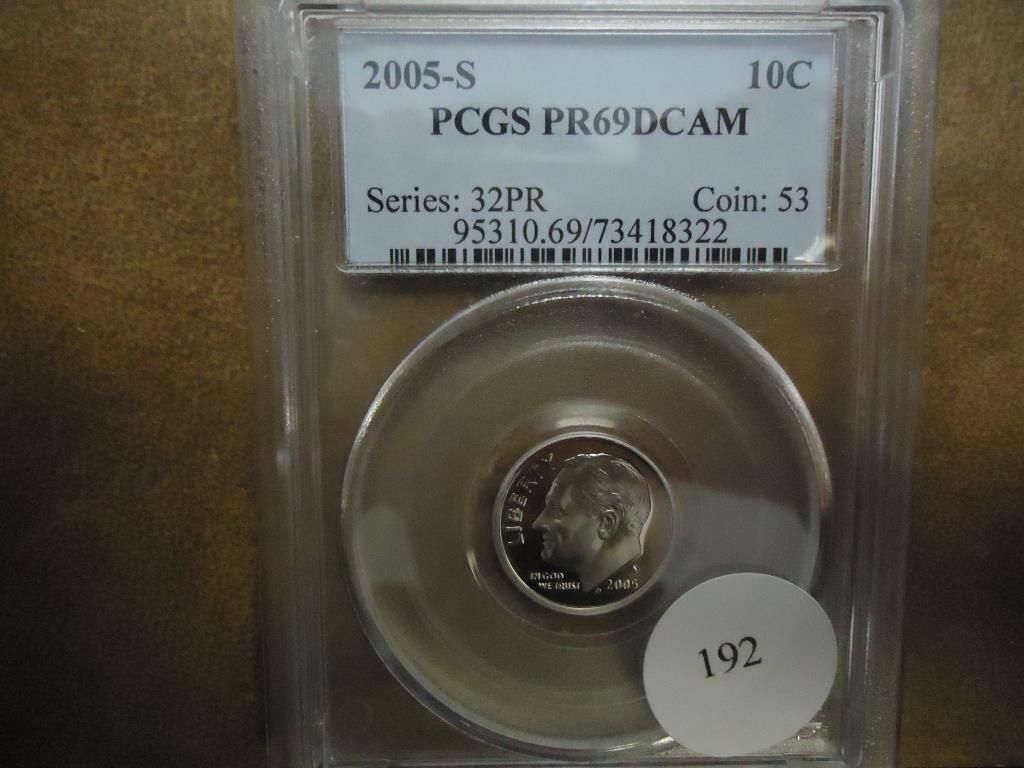 2005-S 10C
PCGS PR69DCAM
Series: 32PR Coin: 53
95310.69/73418322
LIBERTY
IN GOD
WE TRUST
S
2005
192